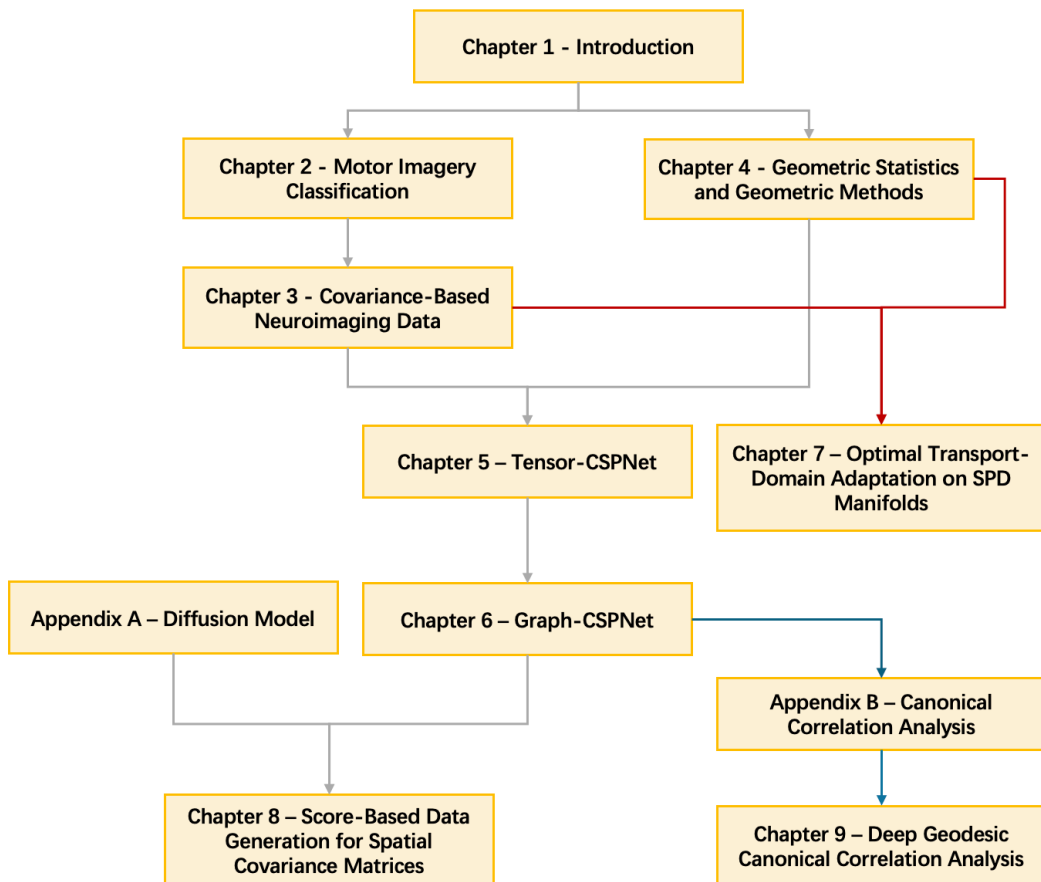 Chapter 1 - Introduction
Chapter 2 - Motor Imagery
Classification
Chapter 4 - Geometric Statistics
and Geometric Methods
Chapter 3 - Covariance-Based
Neuroimaging Data
Chapter 5 – Tensor-CSPNet
Chapter 7 – Optimal Transport-
Domain Adaptation on SPD
Manifolds
Appendix A – Diffusion Model
Chapter 6 – Graph-CSPNet
Appendix B – Canonical
Correlation Analysis
Chapter 8 – Score-Based Data
Generation for Spatial
Covariance Matrices
Chapter 9 – Deep Geodesic
Canonical Correlation Analysis